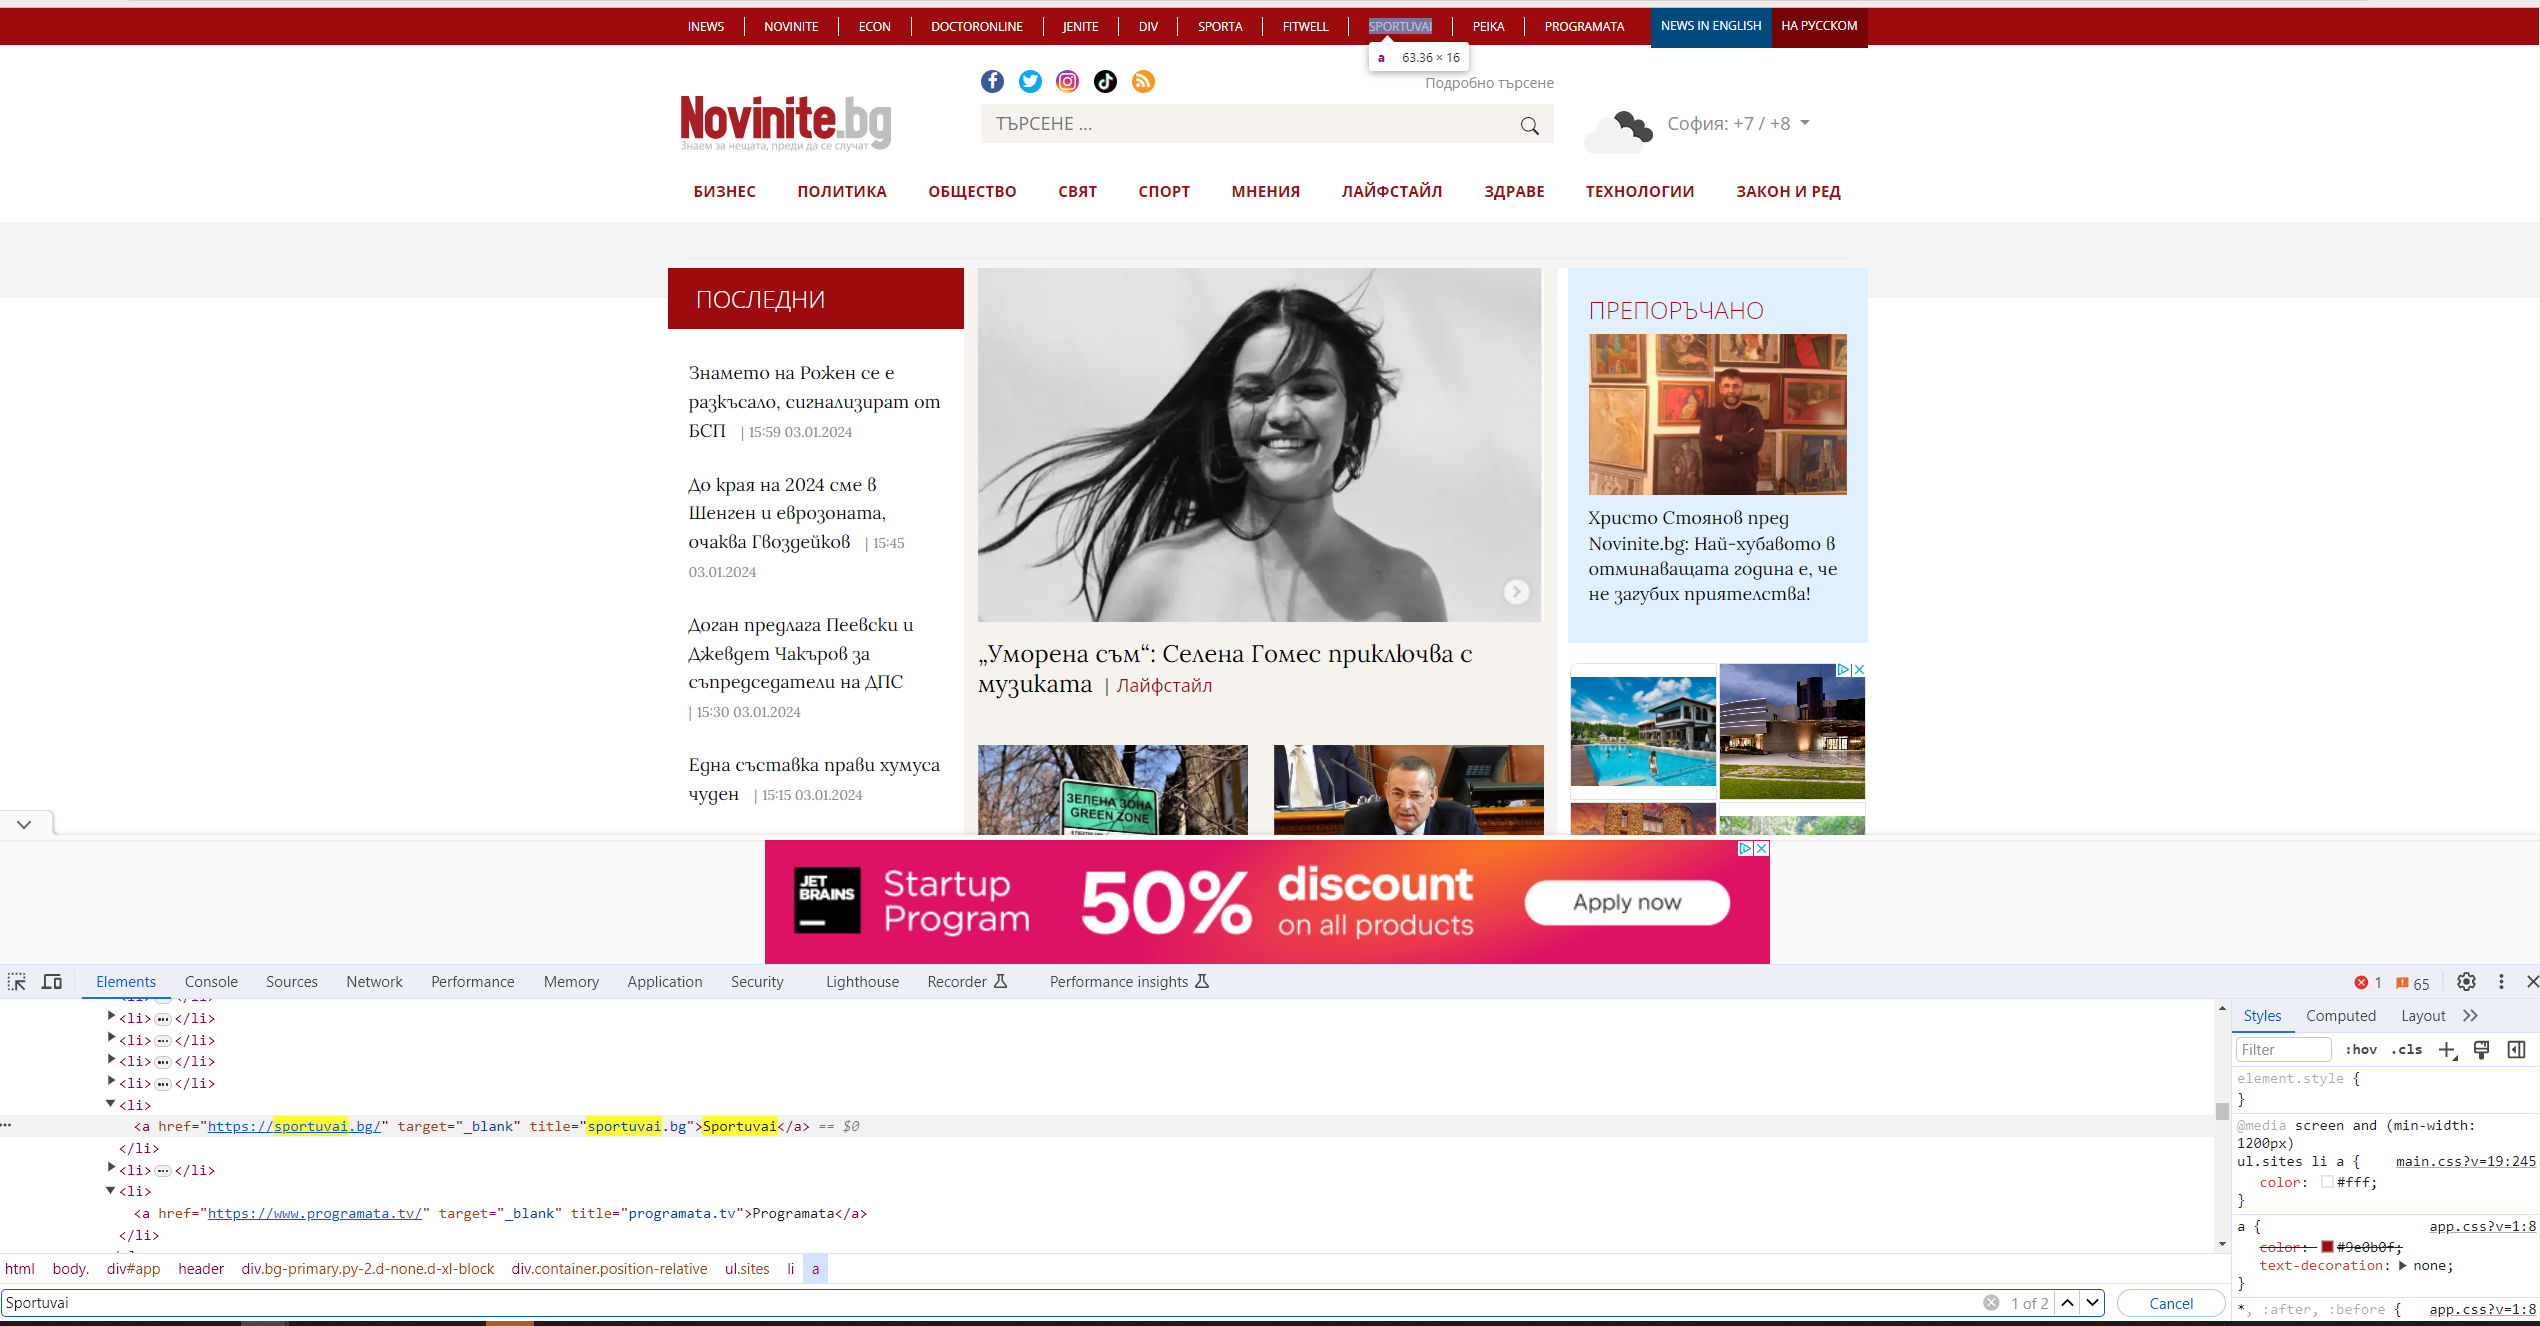 INEWS NOVINITE ECON DOCTORONLINE JENITE DIV SPORTA FITWELL SPORTUVAI PEIKA PROGRAMATA NEWS IN ENGLISH НА РУССКОМ
a 63.36 × 16
Подробно търсене
Novinite.bg
Знаем за нещата, преди да се случат
ТЪРСЕНE ...
София: +7 / +8
БИЗНЕС ПОЛИТИКА ОБЩЕСТВО СВЯТ СПОРТ МНЕНИЯ ЛАЙФСТАЙЛ ЗДРАВЕ ТЕХНОЛОГИИ ЗАКОН И РЕД
ПОСЛЕДНИ
Знамето на Рожен се е
разкъсало, сигнализират от
БСП | 15:59 03.01.2024
До края на 2024 сме в
Шенген и еврозоната,
очаква Гвоздейков | 15:45
03.01.2024
Доган предлага Пеевски и
Джевдет Чакъров за
съпредседатели на ДПС
| 15:30 03.01.2024
Една съставка прави хумуса
чуден | 15:15 03.01.2024
„Уморена съм“: Селена Гомес приключва с
музиката | Лайфстайл
ЗЕЛЕНА ЗОНА
GREEN ZONE
ПРЕПОРЪЧАНО
Христо Стоянов пред
Novinite.bg: Най-хубавото в
отминаващата година е, че
не загубих приятелства!
JET
BRAINS
Startup
Program
50%
discount
on all products
Apply now
Elements Console Sources Network Performance Memory Application Security Lighthouse Recorder Performance insights 1 65
<li> ... </li>
<li> ... </li>
<li> ... </li>
<li> ... </li>
<li> ... </li>
<li>
<a href="https://sportuvai.bg/" target="_blank" title="sportuvai.bg">Sportuvai</a> == $0
</li>
<li> ... </li>
<li>
<a href="https://www.programata.tv/" target="_blank" title="programata.tv">Programata</a>
</li>
html body. div#app header div.bg-primary.py-2.d-none.d-xl-block div.container.position-relative ul.sites li a
Sportuvai 1 of 2 Cancel
Styles Computed Layout
Filter :hov .cls
element.style {
}
@media screen and (min-width:
1200px)
ul.sites li a { main.css?v=19:245
color: #fff;
}
a { app.css?v=1:8
color: #9e0b0f;
text-decoration: none;
}
*, :after, :before { app.css?v=1:8